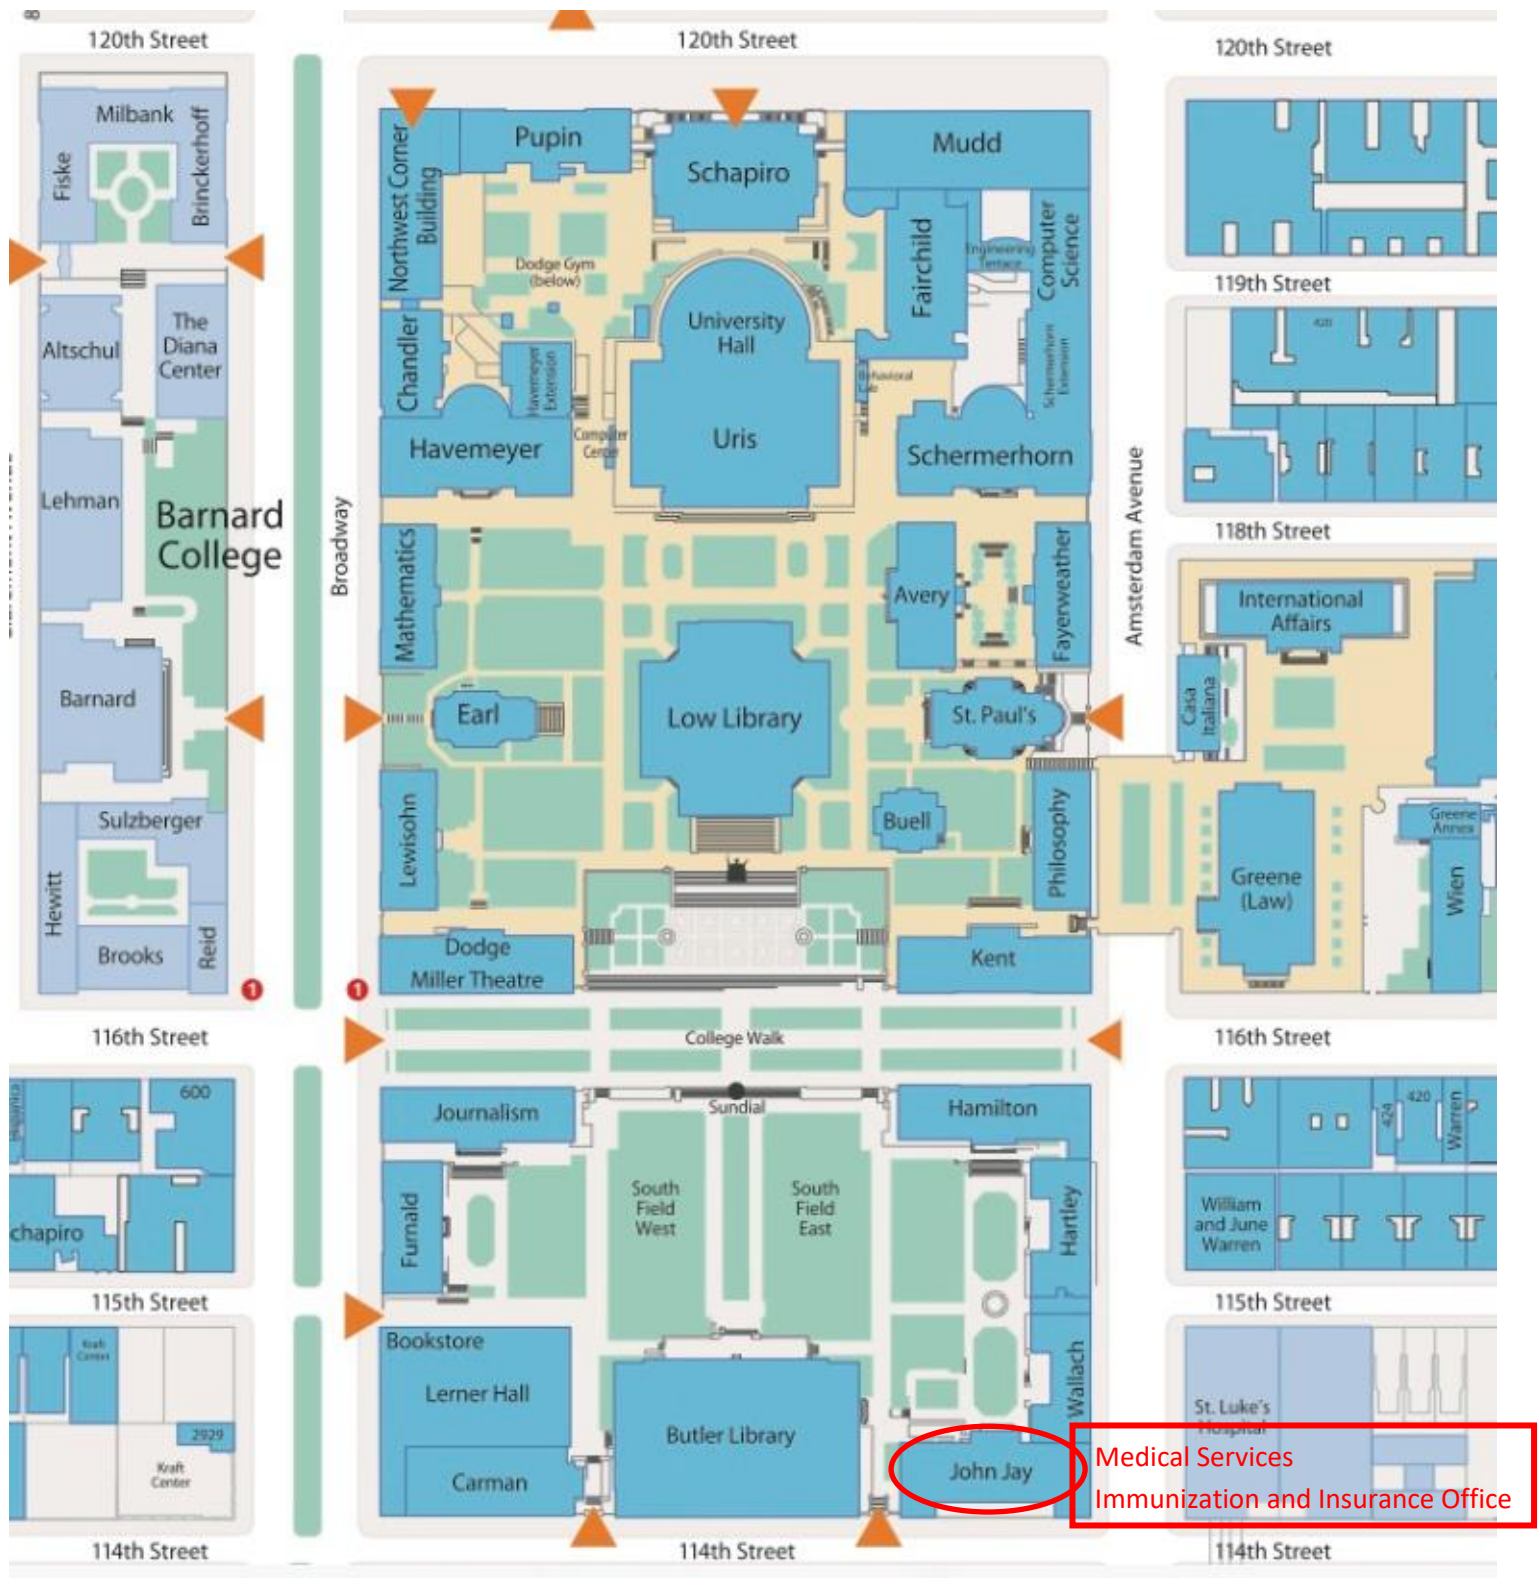 120th Street
120th Street
120th Street
Milbank
Fiske
Brinckerhoff
Northwest Corner
Building
Pupin
Schapiro
Mudd
Fairchild
Engineering
Terrace
Computer
Science
Dodge Gym
(below)
119th Street
Altschul
The
Diana
Center
Chandler
Havemeyer
Extension
University
Hall
Behavioral
Lab
Schermerhorn
Extension
420
Havemeyer
Computer
Center
Uris
Schermerhorn
Lehman
Barnard
College
Broadway
Amsterdam Avenue
118th Street
Mathematics
Avery
Fayerweather
International
Affairs
Barnard
Earl
Low Library
St. Paul's
Casa
Italiana
Sulzberger
Hewitt
Brooks
Reid
Lewisohn
Buell
Philosophy
Greene
(Law)
Greene
Annex
Wien
Dodge
Miller Theatre
Kent
1
1
116th Street
College Walk
116th Street
600
Journalism
Sundial
Hamilton
424
420
Warren
chapiro
Furnald
South
Field
West
South
Field
East
Hartley
William
and June
Warren
115th Street
115th Street
Kraft
Center
Bookstore
Lerner Hall
Wallach
St. Luke's
Hospital
2929
Kraft
Center
Carman
Butler Library
John Jay
Medical Services
Immunization and Insurance Office
114th Street
114th Street
114th Street